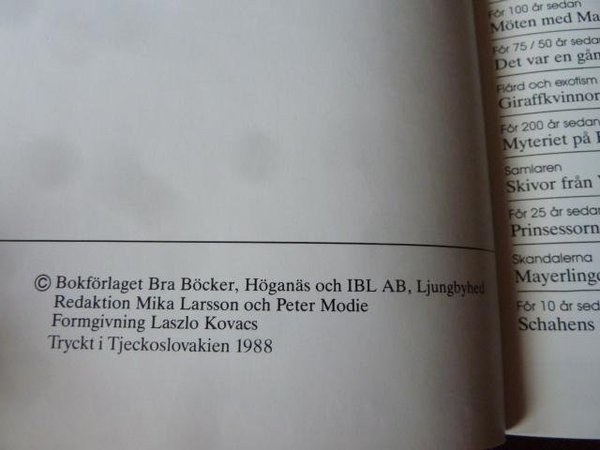 © Bokförlaget Bra Böcker, Höganäs och IBL AB, Ljungbyhed
Redaktion Mika Larsson och Peter Modie
Formgivning Laszlo Kovacs
Tryckt i Tjeckoslovakien 1988
För 100 år sedan
Möten med
För 75 / 50 år sedan
Det var en
Flärd och exotism
Giraffkvinnor
För 200 år sedan
Myteriet på
Samlaren
Skivor från
För 25 år sedan
Prinsessorn
Skandalerna
Mayerling
För 10 år sedan
Schahens